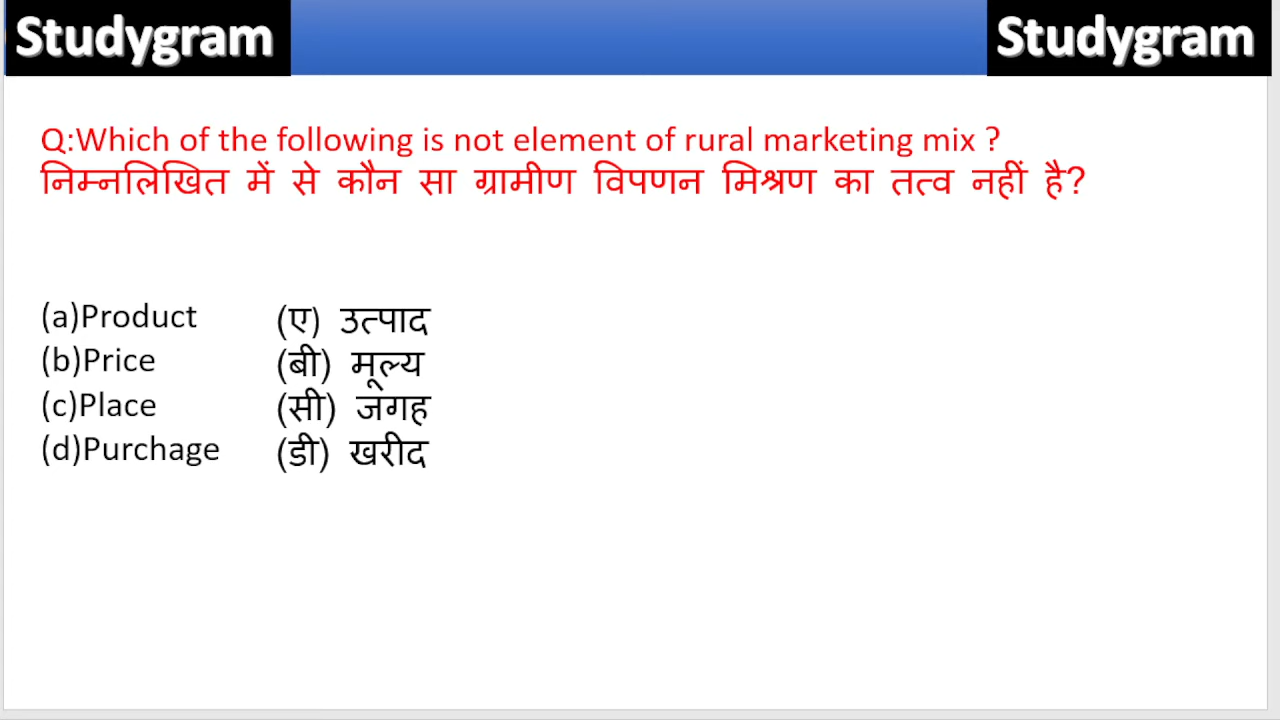 Studygram Studygram
Q:Which of the following is not element of rural marketing mix ?
निम्नलिखित में से कौन सा ग्रामीण विपणन मिश्रण का तत्व नहीं है?
(a)Product (ए) उत्पाद
(b)Price (बी) मूल्य
(c)Place (सी) जगह
(d)Purchage (डी) खरीद